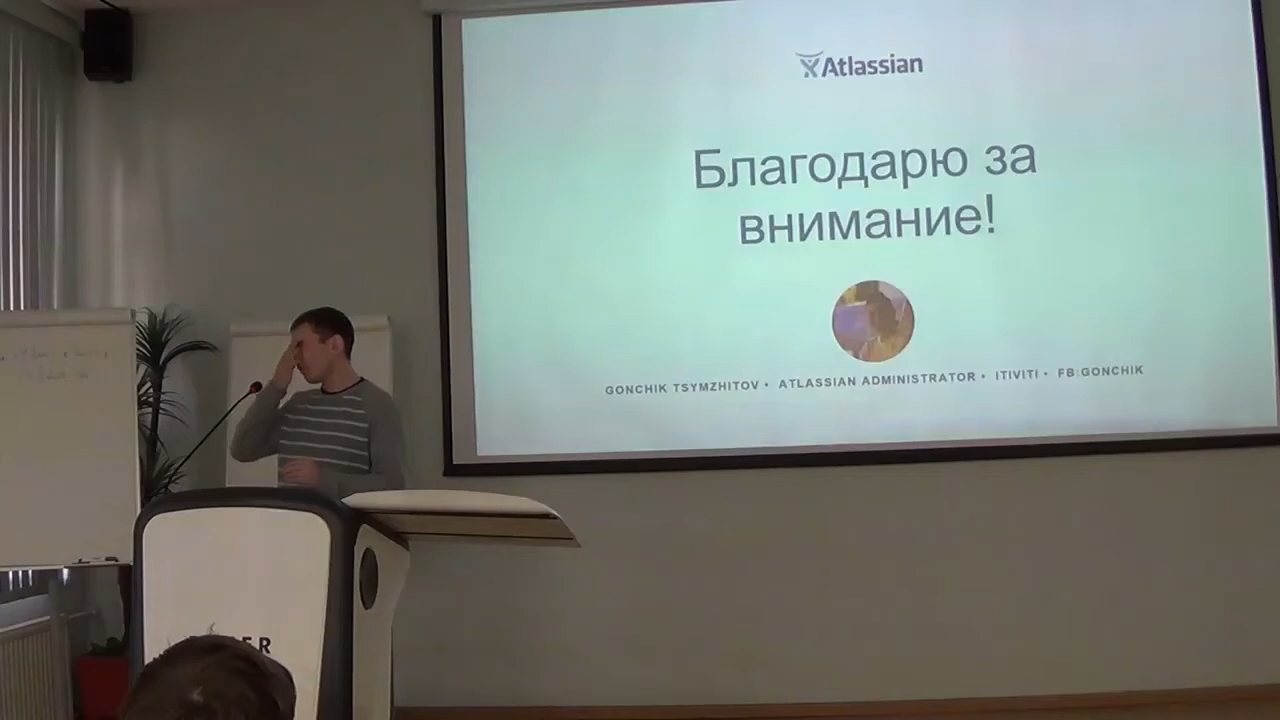 Atlassian
Благодарю за
внимание!
GONCHIK TSYMZHITOV • ATLASSIAN ADMINISTRATOR • ITIVITI • FB:GONCHIK